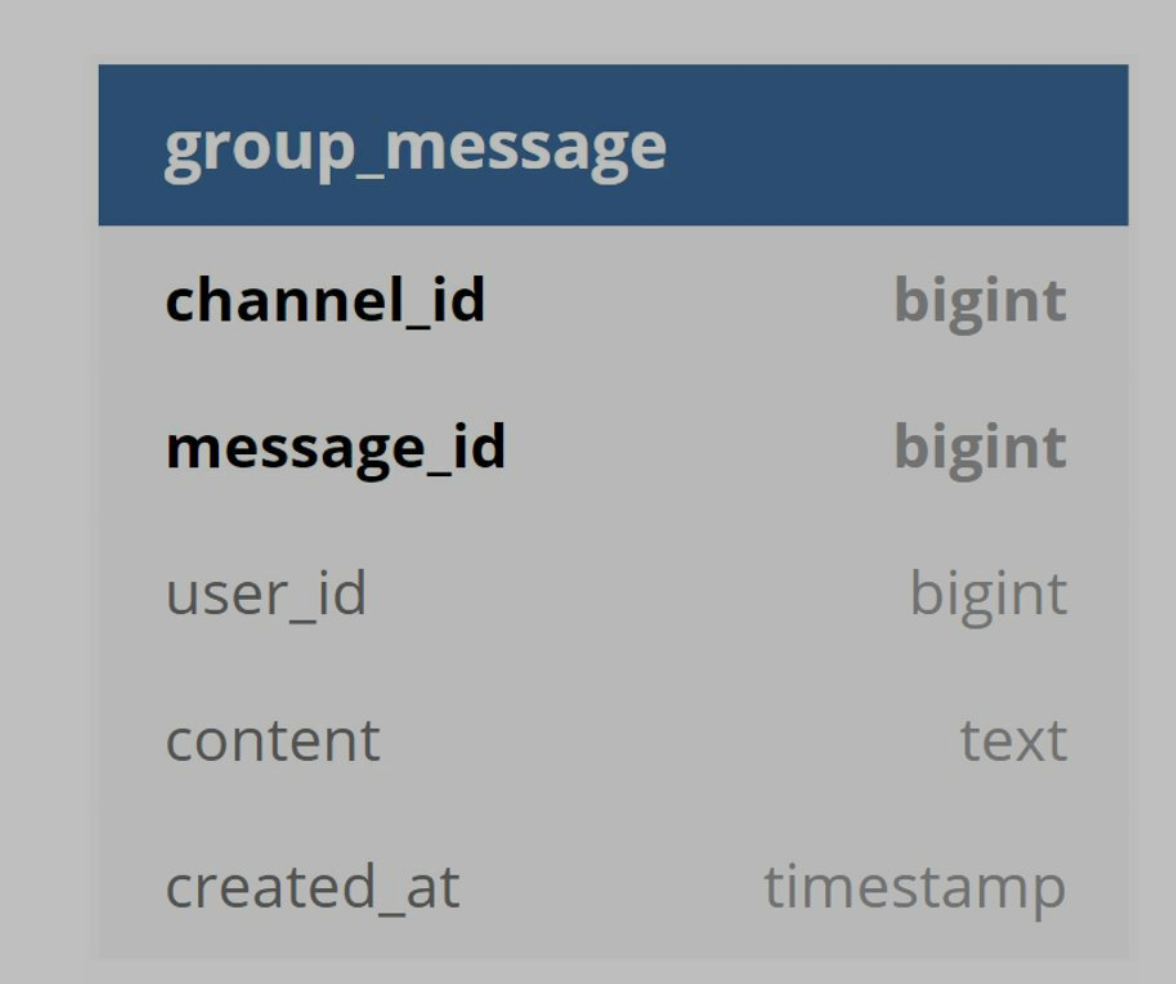 group_message
channel_id bigint
message_id bigint
user_id bigint
content text
created_at timestamp